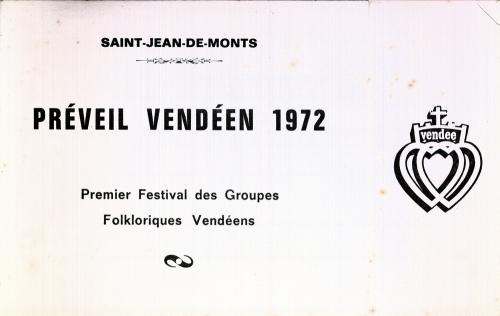 SAINT-JEAN-DE-MONTS
PRÉVEIL VENDÉEN 1972
vendee
Premier Festival des Groupes
Folkloriques Vendéens